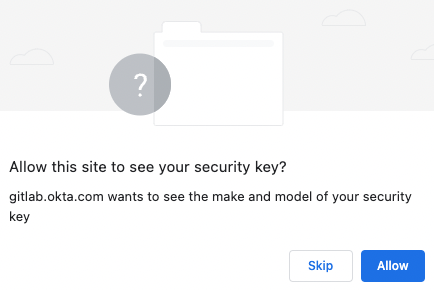 ?
Allow this site to see your security key?
gitlab.okta.com wants to see the make and model of your security
key
Skip Allow